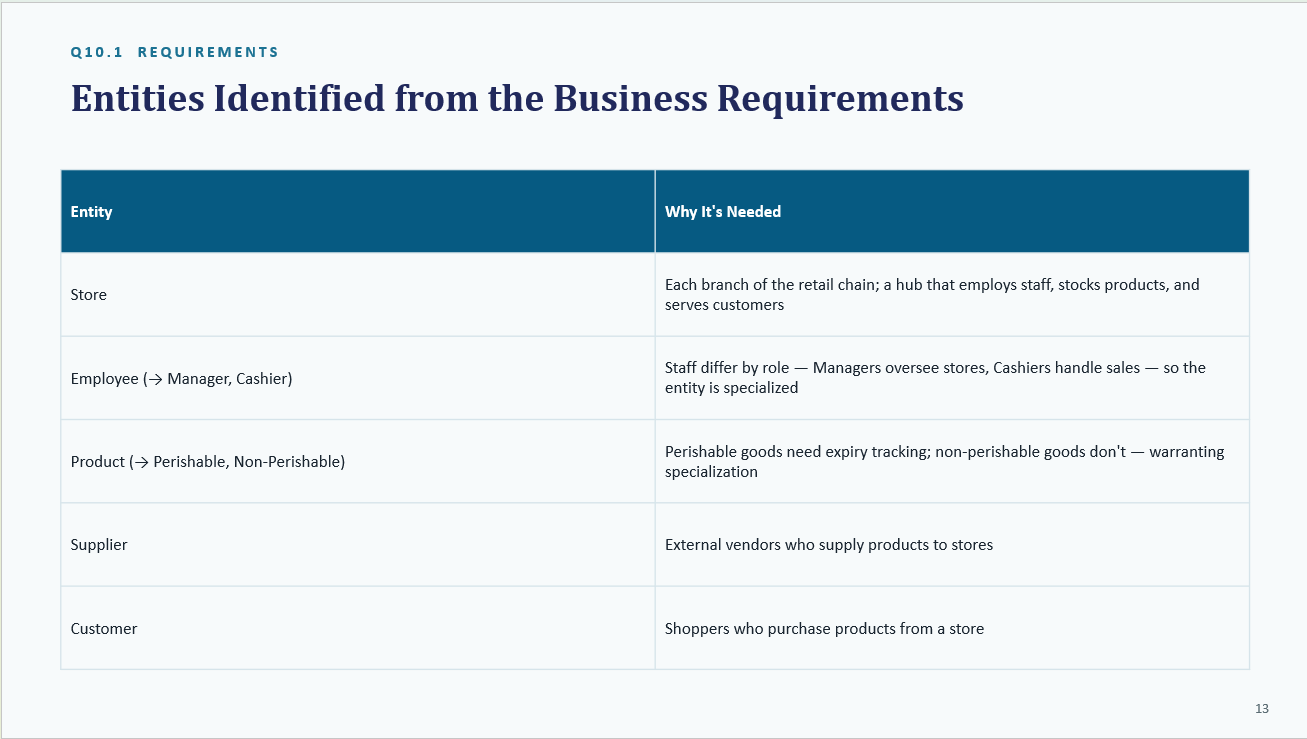 Q10.1 REQUIREMENTS
Entities Identified from the Business Requirements
Entity
Why It's Needed
Store
Each branch of the retail chain; a hub that employs staff, stocks products, and
serves customers
Employee (→ Manager, Cashier)
Staff differ by role — Managers oversee stores, Cashiers handle sales — so the
entity is specialized
Product (→ Perishable, Non-Perishable)
Perishable goods need expiry tracking; non-perishable goods don't — warranting
specialization
Supplier
External vendors who supply products to stores
Customer
Shoppers who purchase products from a store
13